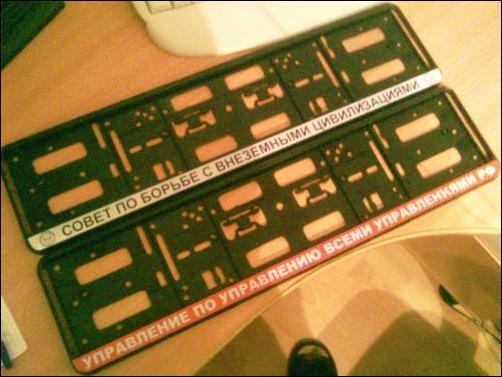 СОВЕТ ПО БОРЬБЕ С ВНЕЗЕМНЫМИ ЦИВИЛИЗАЦИЯМИ
УПРАВЛЕНИЕ ПО УПРАВЛЕНИЮ ВСЕМИ УПРАВЛЕНИЯМИ РФ